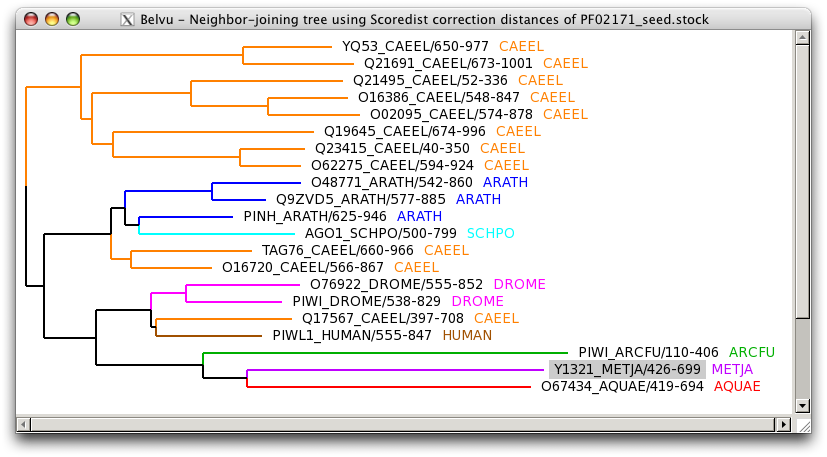 Belvu - Neighbor-joining tree using Scoredist correction distances of PF02171_seed.stock
YQ53_CAEEL/650-977 CAEEL
Q21691_CAEEL/673-1001 CAEEL
Q21495_CAEEL/52-336 CAEEL
O16386_CAEEL/548-847 CAEEL
O02095_CAEEL/574-878 CAEEL
Q19645_CAEEL/674-996 CAEEL
Q23415_CAEEL/40-350 CAEEL
O62275_CAEEL/594-924 CAEEL
O48771_ARATH/542-860 ARATH
Q9ZVD5_ARATH/577-885 ARATH
PINH_ARATH/625-946 ARATH
AGO1_SCHPO/500-799 SCHPO
TAG76_CAEEL/660-966 CAEEL
O16720_CAEEL/566-867 CAEEL
O76922_DROME/555-852 DROME
PIWI_DROME/538-829 DROME
Q17567_CAEEL/397-708 CAEEL
PIWL1_HUMAN/555-847 HUMAN
PIWI_ARCFU/110-406 ARCFU
Y1321_METJA/426-699 METJA
O67434_AQUAE/419-694 AQUAE